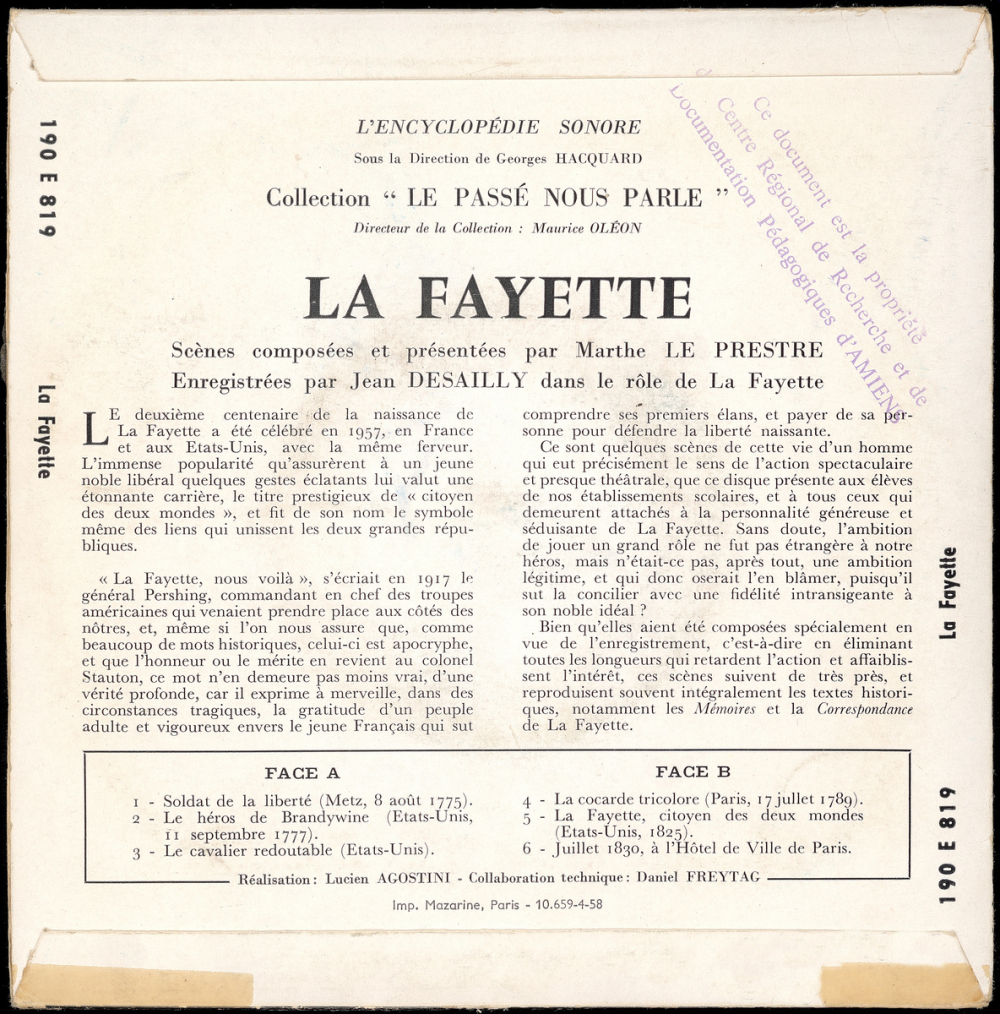 L'ENCYCLOPÉDIE SONORE
Sous la Direction de Georges HACQUARD
Collection “ LE PASSÉ NOUS PARLE ”
Directeur de la Collection : Maurice OLÉON
LA FAYETTE
Scènes composées et présentées par Marthe LE PRESTRE
Enregistrées par Jean DESAILLY dans le rôle de La Fayette
LE deuxième centenaire de la naissance de
La Fayette a été célébré en 1957, en France
et aux Etats-Unis, avec la même ferveur.
L'immense popularité qu'assurèrent à un jeune
noble libéral quelques gestes éclatants lui valut une
étonnante carrière, le titre prestigieux de « citoyen
des deux mondes », et fit de son nom le symbole
même des liens qui unissent les deux grandes répu-
bliques.
« La Fayette, nous voilà », s'écriait en 1917 le
général Pershing, commandant en chef des troupes
américaines qui venaient prendre place aux côtés des
nôtres, et, même si l'on nous assure que, comme
beaucoup de mots historiques, celui-ci est apocryphe,
et que l'honneur ou le mérite en revient au colonel
Stauton, ce mot n'en demeure pas moins vrai, d'une
vérité profonde, car il exprime à merveille, dans des
circonstances tragiques, la gratitude d'un peuple
adulte et vigoureux envers le jeune Français qui sut
comprendre ses premiers élans, et payer de sa per-
sonne pour défendre la liberté naissante.
Ce sont quelques scènes de cette vie d'un homme
qui eut précisément le sens de l'action spectaculaire
et presque théâtrale, que ce disque présente aux élèves
de nos établissements scolaires, et à tous ceux qui
demeurent attachés à la personnalité généreuse et
séduisante de La Fayette. Sans doute, l'ambition
de jouer un grand rôle ne fut pas étrangère à notre
héros, mais n'était-ce pas, après tout, une ambition
légitime, et qui donc oserait l'en blâmer, puisqu'il
sut la concilier avec une fidélité intransigeante à
son noble idéal ?
Bien qu'elles aient été composées spécialement en
vue de l'enregistrement, c'est-à-dire en éliminant
toutes les longueurs qui retardent l'action et affaiblis-
sent l'intérêt, ces scènes suivent de très près, et
reproduisent souvent intégralement les textes histori-
ques, notamment les Mémoires et la Correspondance
de La Fayette.
FACE A
1 - Soldat de la liberté (Metz, 8 août 1775).
2 - Le héros de Brandywine (Etats-Unis,
11 septembre 1777).
3 - Le cavalier redoutable (Etats-Unis).
FACE B
4 - La cocarde tricolore (Paris, 17 jullet 1789).
5 - La Fayette, citoyen des deux mondes
(Etats-Unis, 1825).
6 - Juillet 1830, à l'Hôtel de Ville de Paris.
Réalisation : Lucien AGOSTINI - Collaboration technique : Daniel FREYTAG
Imp. Mazarine, Paris - 10.659-4-58
190 E 819
La Fayette
La Fayette
190 E 819
Ce document est la propriété
Centre Régional de Recherche et de
Documentation Pédagogiques d'AMIENS